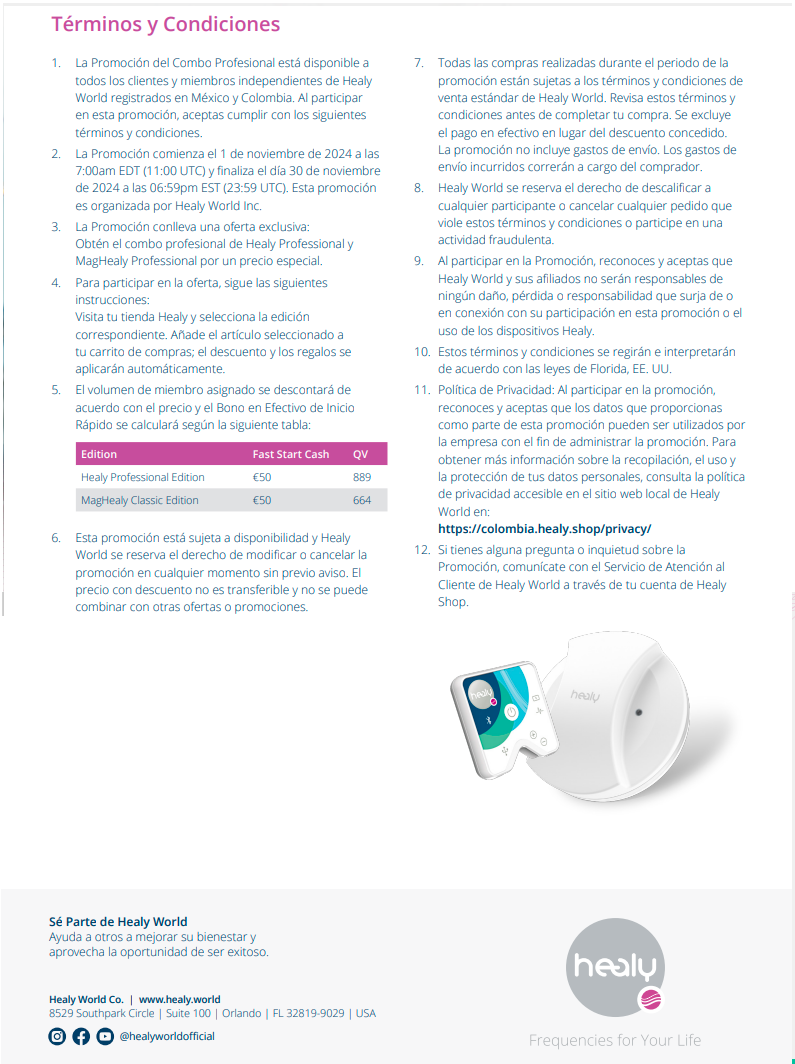 Términos y Condiciones
1. La Promoción del Combo Profesional está disponible a
todos los clientes y miembros independientes de Healy
World registrados en México y Colombia. Al participar
en esta promoción, aceptas cumplir con los siguientes
términos y condiciones.
2. La Promoción comienza el 1 de noviembre de 2024 a las
7:00am EDT (11:00 UTC) y finaliza el día 30 de noviembre
de 2024 a las 06:59pm EST (23:59 UTC). Esta promoción
es organizada por Healy World Inc.
3. La Promoción conlleva una oferta exclusiva:
Obtén el combo profesional de Healy Professional y
MagHealy Professional por un precio especial.
4. Para participar en la oferta, sigue las siguientes
instrucciones:
Visita tu tienda Healy y selecciona la edición
correspondiente. Añade el artículo seleccionado a
tu carrito de compras; el descuento y los regalos se
aplicarán automáticamente.
5. El volumen de miembro asignado se descontará de
acuerdo con el precio y el Bono en Efectivo de Inicio
Rápido se calculará según la siguiente tabla:
Edition Fast Start Cash QV
Healy Professional Edition €50 889
MagHealy Classic Edition €50 664
6. Esta promoción está sujeta a disponibilidad y Healy
World se reserva el derecho de modificar o cancelar la
promoción en cualquier momento sin previo aviso. El
precio con descuento no es transferible y no se puede
combinar con otras ofertas o promociones.
7. Todas las compras realizadas durante el periodo de la
promoción están sujetas a los términos y condiciones de
venta estándar de Healy World. Revisa estos términos y
condiciones antes de completar tu compra. Se excluye
el pago en efectivo en lugar del descuento concedido.
La promoción no incluye gastos de envío. Los gastos de
envío incurridos correrán a cargo del comprador.
8. Healy World se reserva el derecho de descalificar a
cualquier participante o cancelar cualquier pedido que
viole estos términos y condiciones o participe en una
actividad fraudulenta.
9. Al participar en la Promoción, reconoces y aceptas que
Healy World y sus afiliados no serán responsables de
ningún daño, pérdida o responsabilidad que surja de o
en conexión con su participación en esta promoción o el
uso de los dispositivos Healy.
10. Estos términos y condiciones se regirán e interpretarán
de acuerdo con las leyes de Florida, EE. UU.
11. Política de Privacidad: Al participar en la promoción,
reconoces y aceptas que los datos que proporcionas
como parte de esta promoción pueden ser utilizados por
la empresa con el fin de administrar la promoción. Para
obtener más información sobre la recopilación, el uso y
la protección de tus datos personales, consulta la política
de privacidad accesible en el sitio web local de Healy
World en:
https://colombia.healy.shop/privacy/
12. Si tienes alguna pregunta o inquietud sobre la
Promoción, comunícate con el Servicio de Atención al
Cliente de Healy World a través de tu cuenta de Healy
Shop.
healy
healy
Sé Parte de Healy World
Ayuda a otros a mejorar su bienestar y
aprovecha la oportunidad de ser exitoso.
Healy World Co. | www.healy.world
8529 Southpark Circle | Suite 100 | Orlando | FL 32819-9029 | USA
@healyworldofficial
healy
Frequencies for Your Life